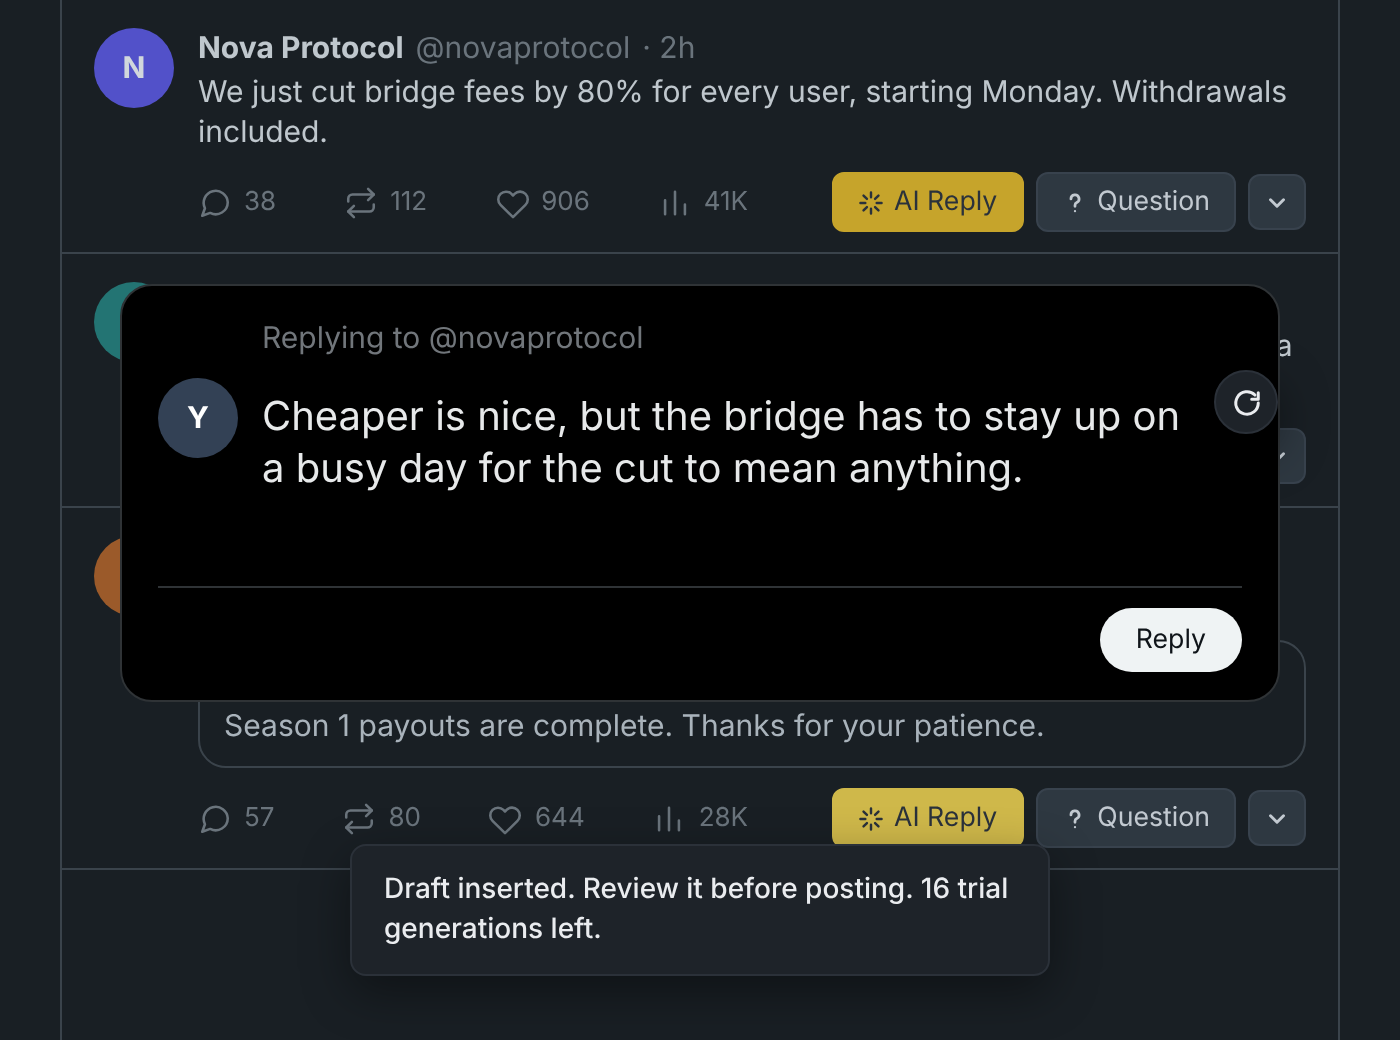 N
Nova Protocol @novaprotocol · 2h
We just cut bridge fees by 80% for every user, starting Monday. Withdrawals
included.
38 112 906 41K AI Reply ? Question
Replying to @novaprotocol
a
Y
Cheaper is nice, but the bridge has to stay up on
a busy day for the cut to mean anything.
Reply
Season 1 payouts are complete. Thanks for your patience.
57 80 644 28K AI Reply ? Question
Draft inserted. Review it before posting. 16 trial
generations left.